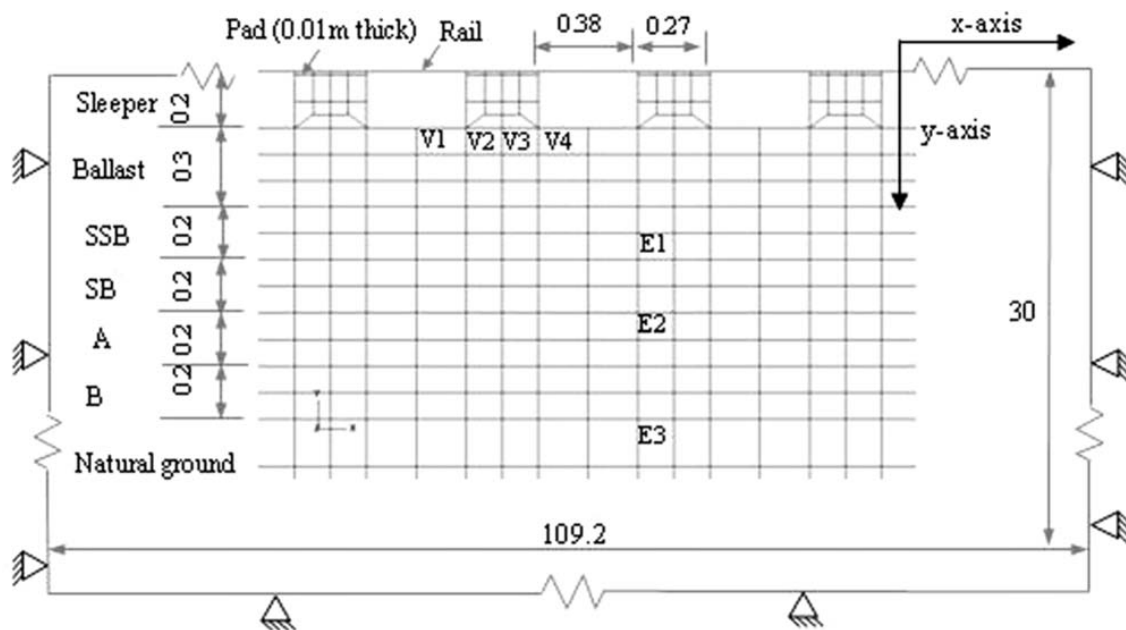 Pad (0.01m thick) Rail 0.38 0.27 x-axis
Sleeper 0.2
y-axis
V1 V2 V3 V4
Ballast 0.3
SSB 0.2 E1
SB 0.2
A 0.2 E2
30
B 0.2
E3
Natural ground
109.2